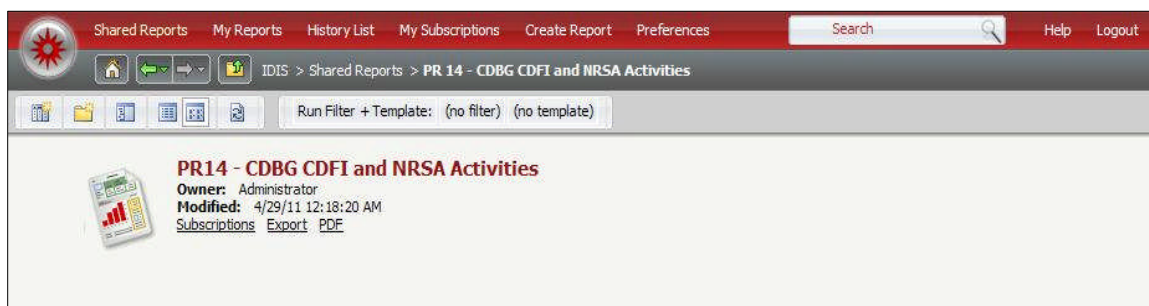 Shared Reports My Reports History List My Subscriptions Create Report Preferences Search Help Logout
IDIS > Shared Reports > PR 14 - CDBG CDFI and NRSA Activities
Run Filter + Template: (no filter) (no template)
PR14 - CDBG CDFI and NRSA Activities
Owner: Administrator
Modified: 4/29/11 12:18:20 AM
Subscriptions Export PDF